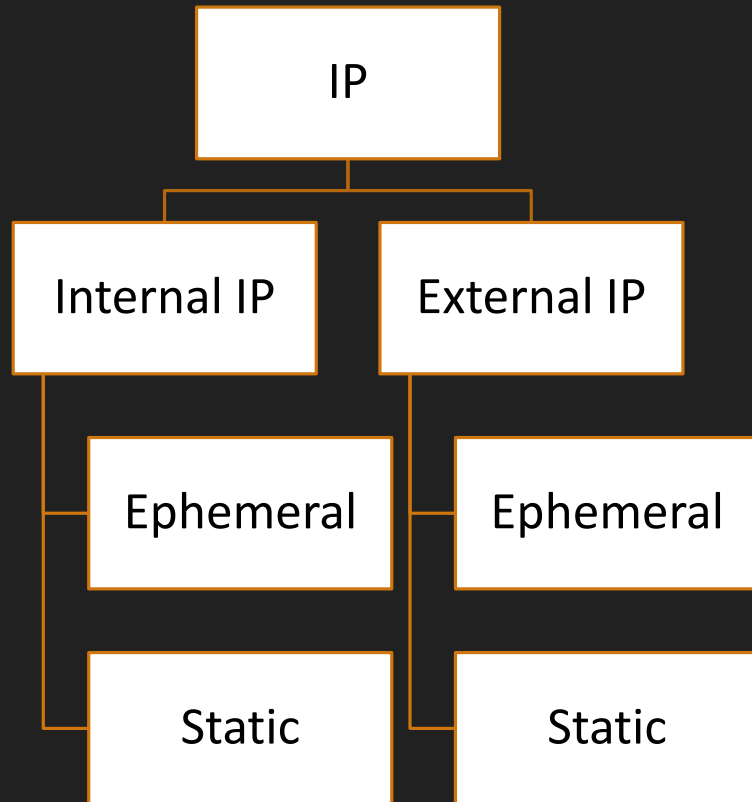 IP
Internal IP
External IP
Ephemeral
Ephemeral
Static
Static